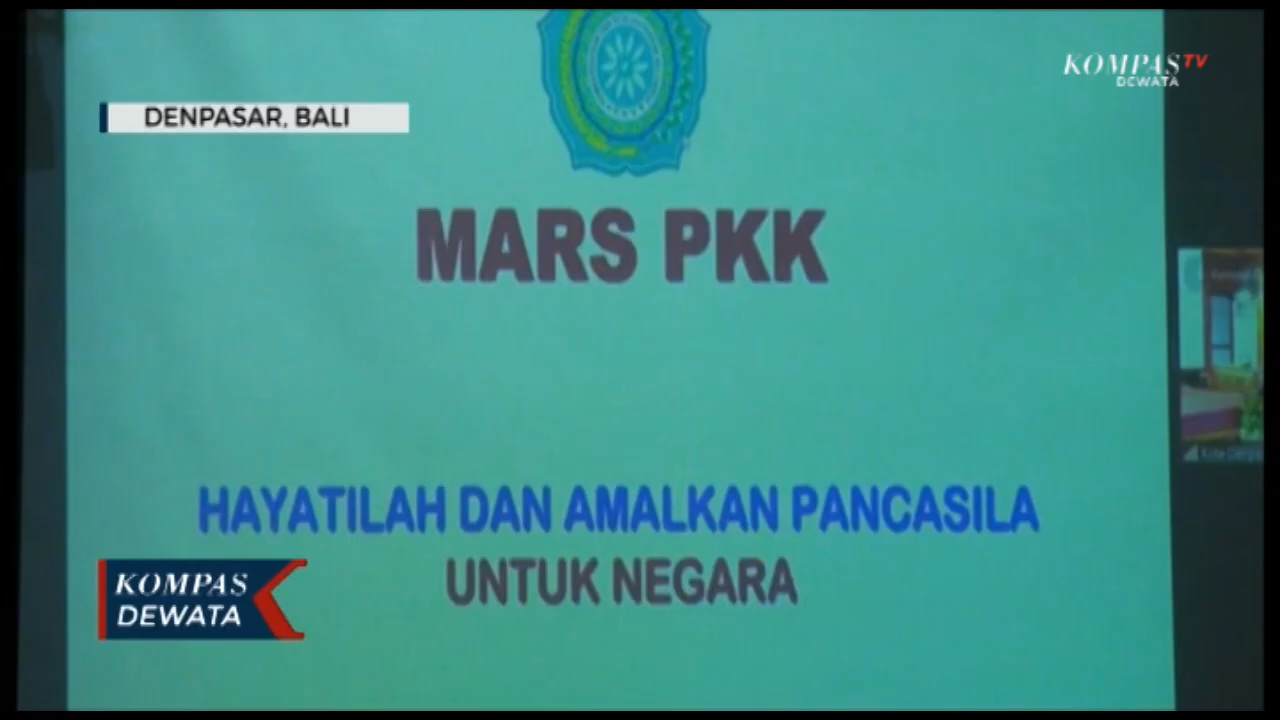 KOMPAS TV
DEWATA
DENPASAR, BALI
MARS PKK
HAYATILAH DAN AMALKAN PANCASILA
UNTUK NEGARA
KOMPAS
DEWATA